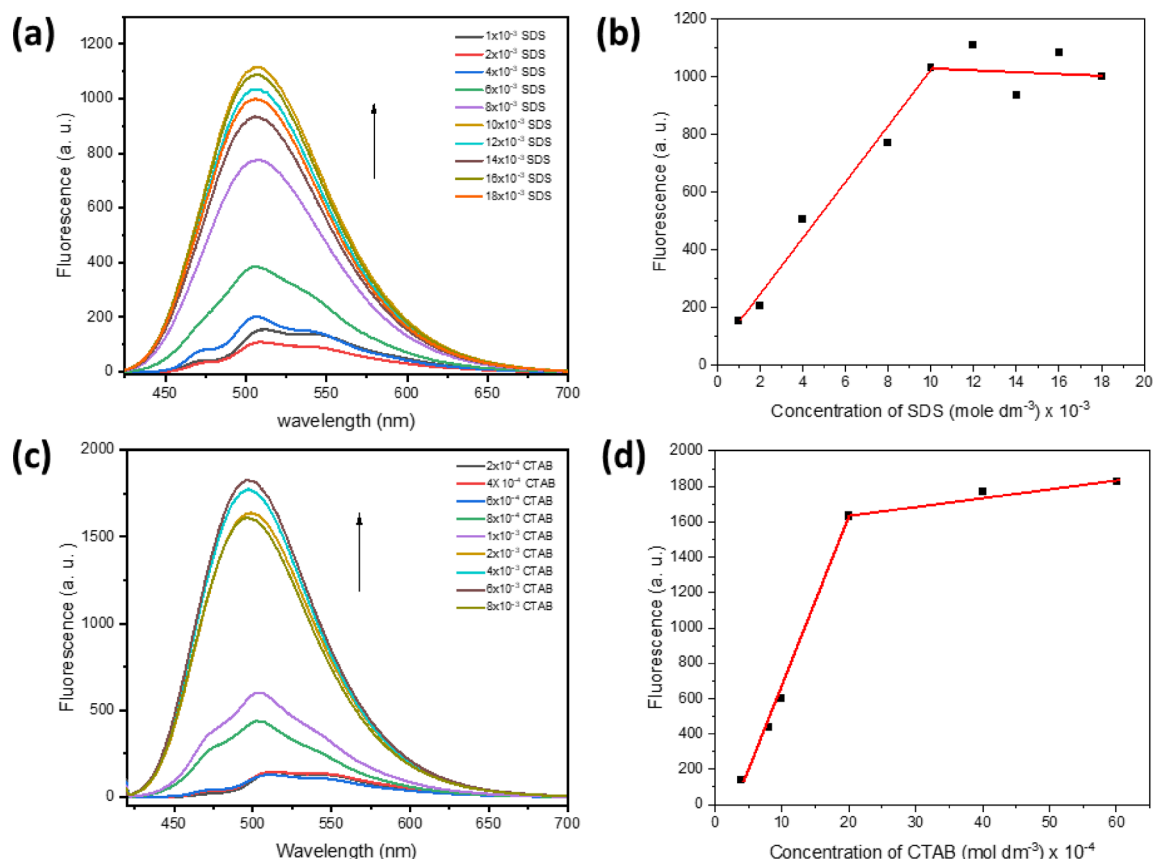 (a)
Fluorescence (a. u.)
1200
1000
800
600
400
200
0
450 500 550 600 650 700
wavelength (nm)
1x10⁻³ SDS
2x10⁻³ SDS
4x10⁻³ SDS
6x10⁻³ SDS
8x10⁻³ SDS
10x10⁻³ SDS
12x10⁻³ SDS
14x10⁻³ SDS
16x10⁻³ SDS
18x10⁻³ SDS
(b)
Fluorescence (a. u.)
1200
1000
800
600
400
200
0
0 2 4 6 8 10 12 14 16 18 20
Concentration of SDS (mole dm⁻³) x 10⁻³
(c)
Fluorescence (a. u.)
2000
1500
1000
500
0
450 500 550 600 650 700
Wavelength (nm)
2x10⁻⁴ CTAB
4X 10⁻⁴ CTAB
6x10⁻⁴ CTAB
8x10⁻⁴ CTAB
1x10⁻³ CTAB
2x10⁻³ CTAB
4x10⁻³ CTAB
6x10⁻³ CTAB
8x10⁻³ CTAB
(d)
Fluorescence (a. u.)
2000
1800
1600
1400
1200
1000
800
600
400
200
0
0 10 20 30 40 50 60
Concentration of CTAB (mol dm⁻³) x 10⁻⁴